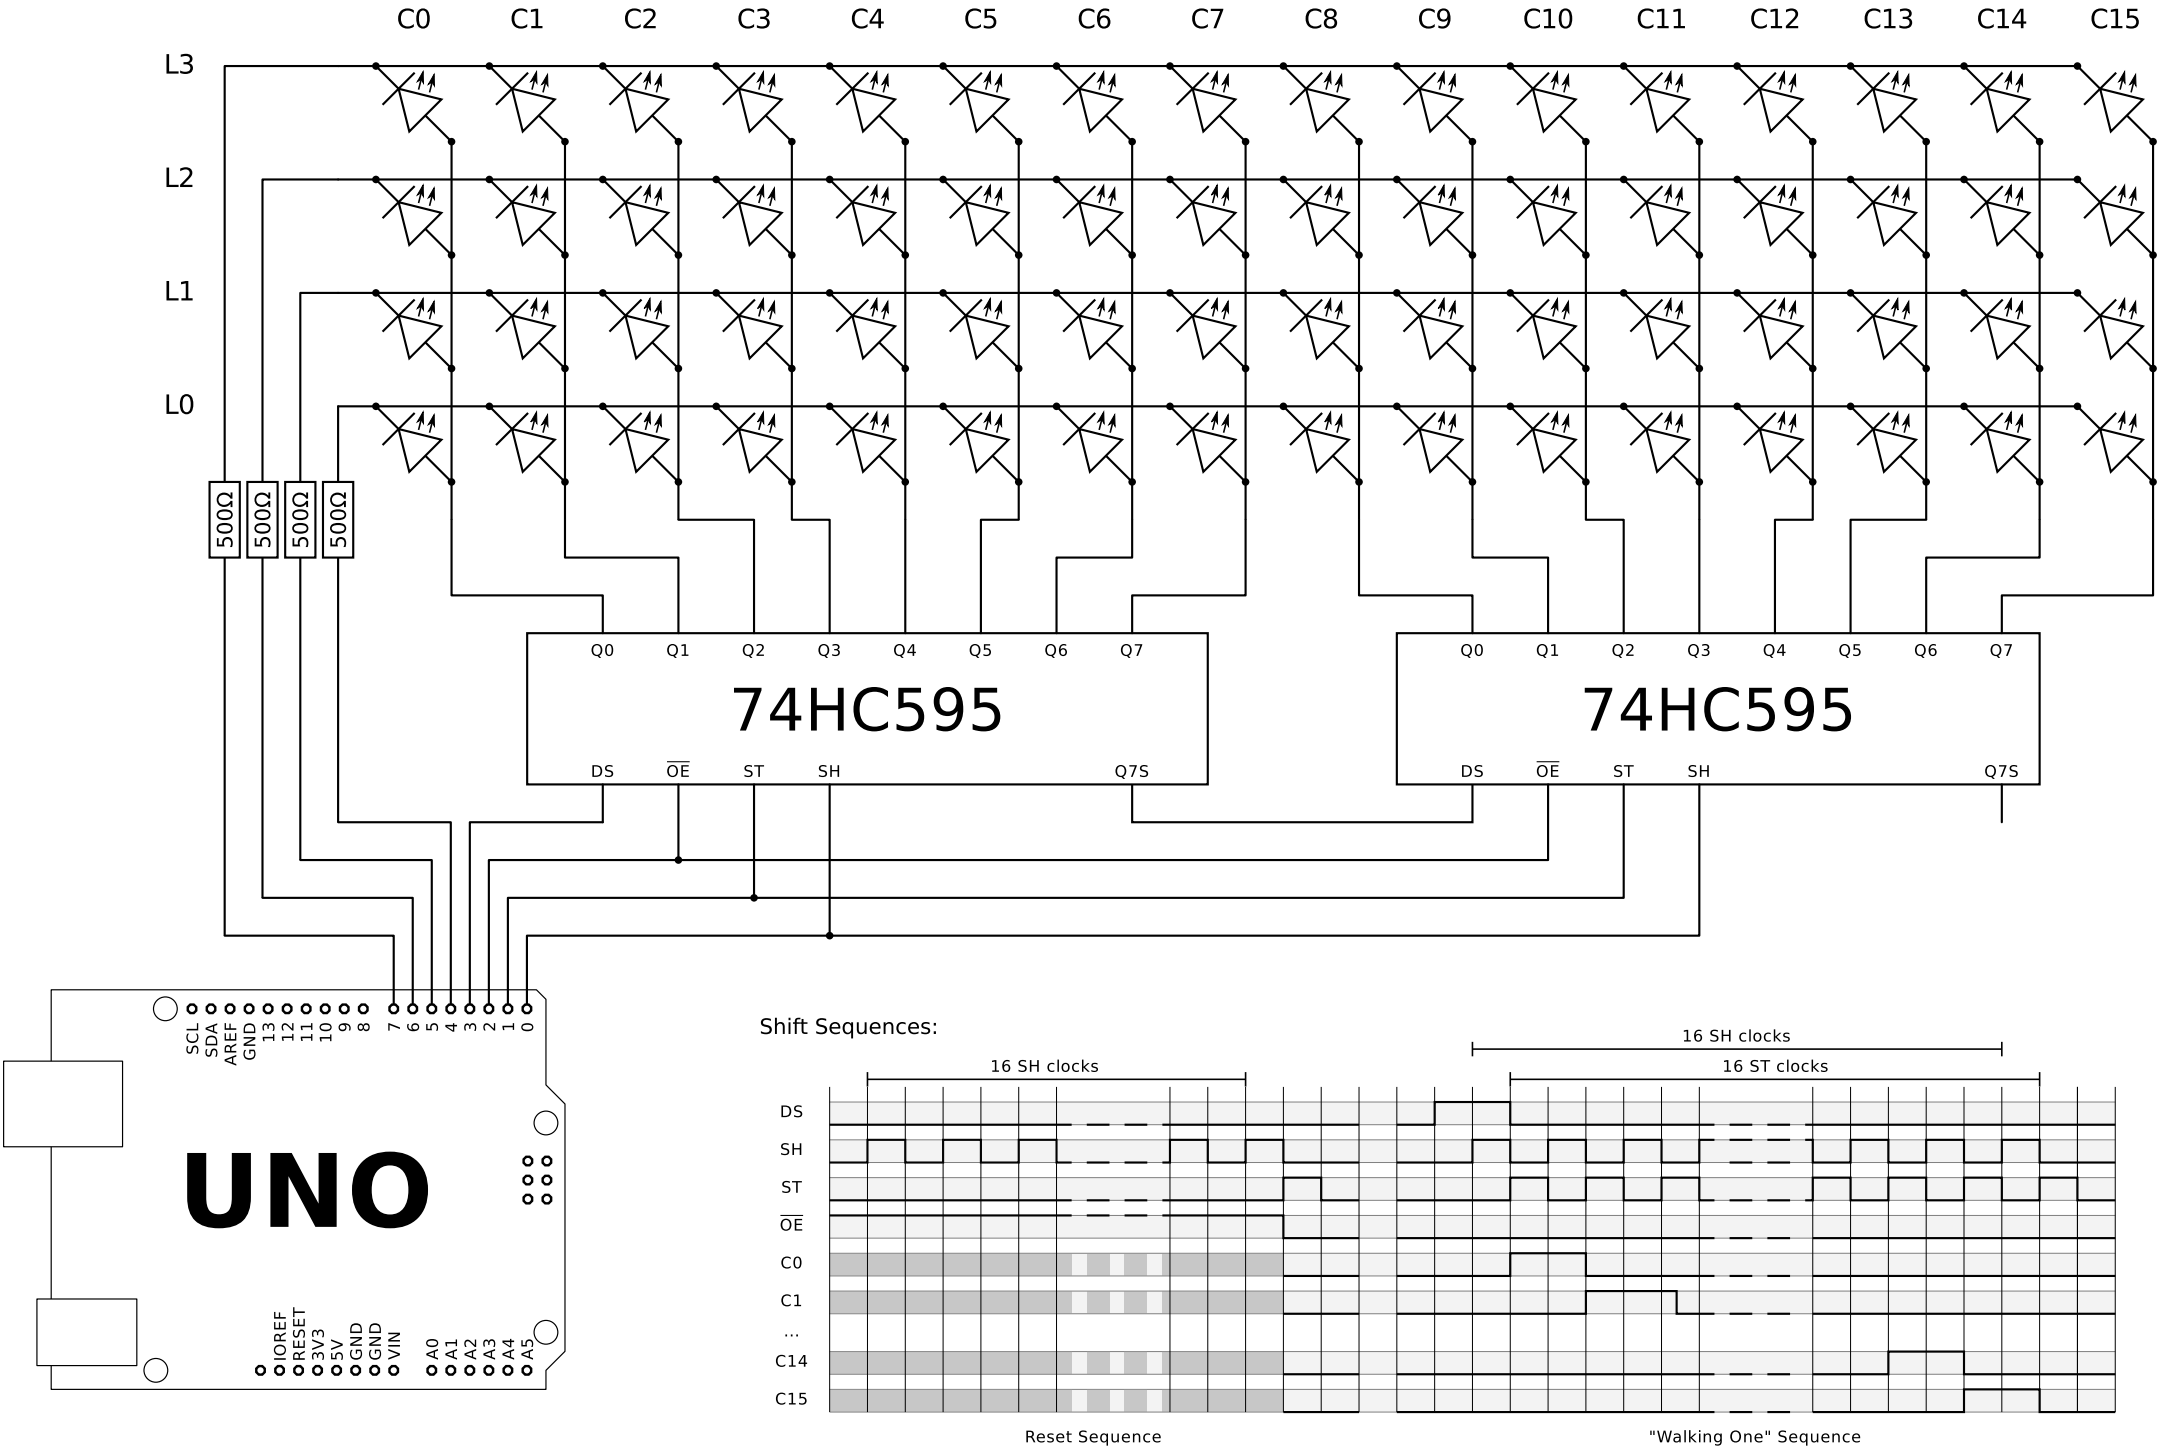 C0 C1 C2 C3 C4 C5 C6 C7 C8 C9 C10 C11 C12 C13 C14 C15
L3
L2
L1
L0
500Ω 500Ω 500Ω 500Ω
Q0 Q1 Q2 Q3 Q4 Q5 Q6 Q7
74HC595
DS OE ST SH Q7S
Q0 Q1 Q2 Q3 Q4 Q5 Q6 Q7
74HC595
DS OE ST SH Q7S
SCL SDA AREF GND 13 12 11 10 9 8 7 6 5 4 3 2 1 0
UNO
IOREF RESET 3V3 5V GND GND VIN A0 A1 A2 A3 A4 A5
Shift Sequences:
16 SH clocks
16 SH clocks
16 ST clocks
DS
SH
ST
OE
C0
C1
...
C14
C15
Reset Sequence
"Walking One" Sequence